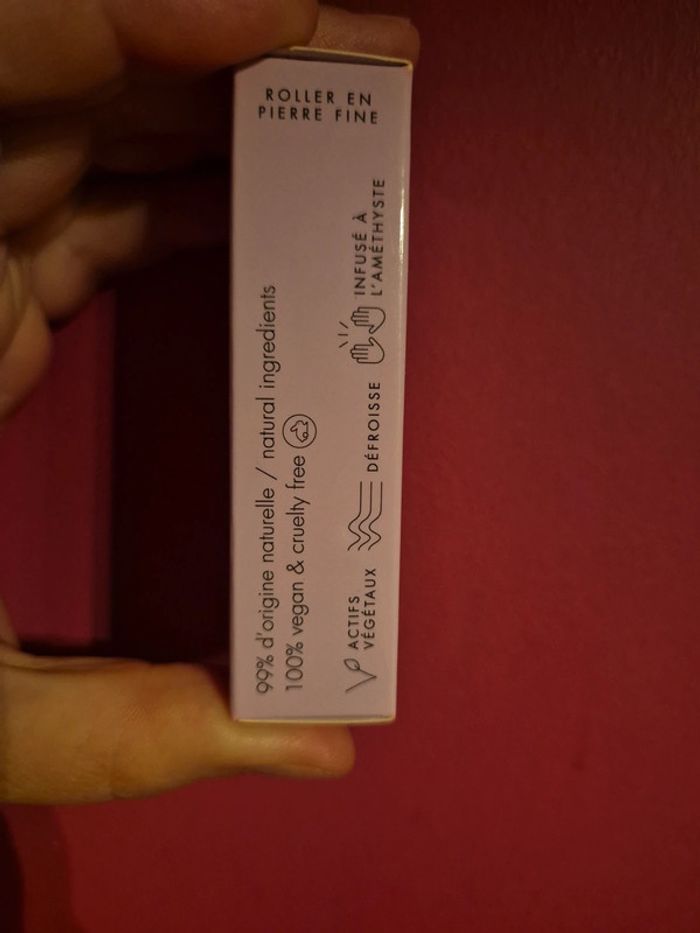 ROLLER EN
PIERRE FINE
99% d'origine naturelle / natural ingredients
100% vegan & cruelty free
ACTIFS
VÉGÉTAUX
DÉFROISSE
INFUSÉ À
L'AMÉTHYSTE